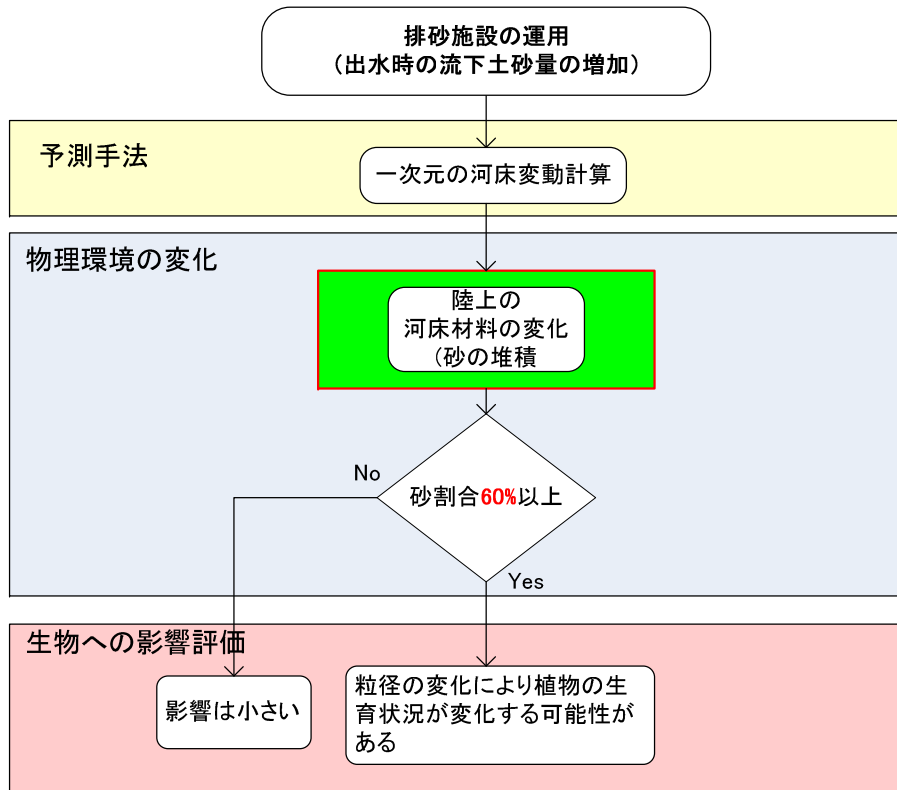 排砂施設の運用
（出水時の流下土砂量の増加）
予測手法
一次元の河床変動計算
物理環境の変化
陸上の
河床材料の変化
（砂の堆積
No
砂割合60%以上
Yes
生物への影響評価
影響は小さい
粒径の変化により植物の生
育状況が変化する可能性が
ある